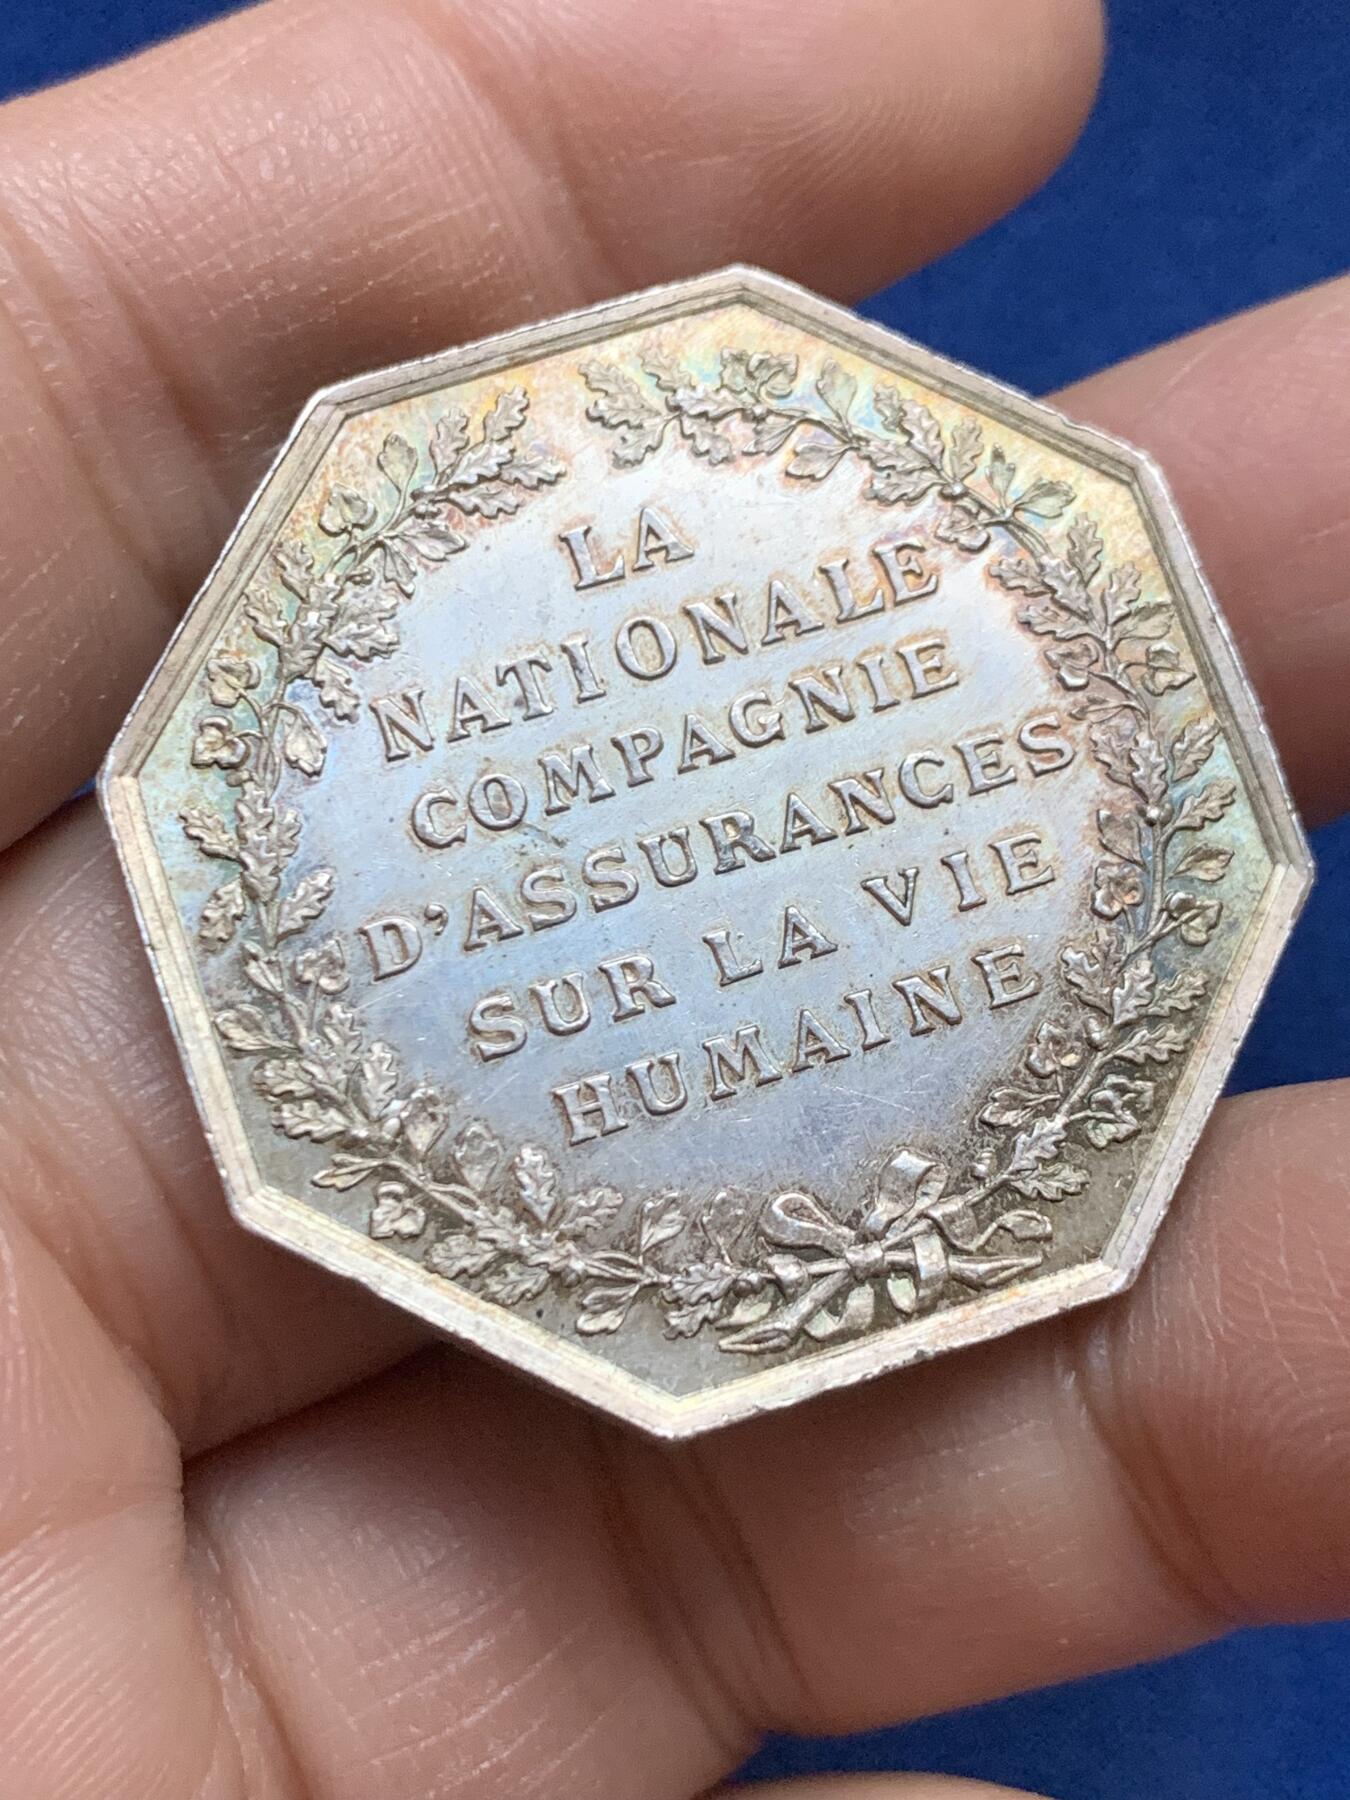 LA
NATIONALE
COMPAGNIE
D'ASSURANCES
SUR LA VIE
HUMAINE